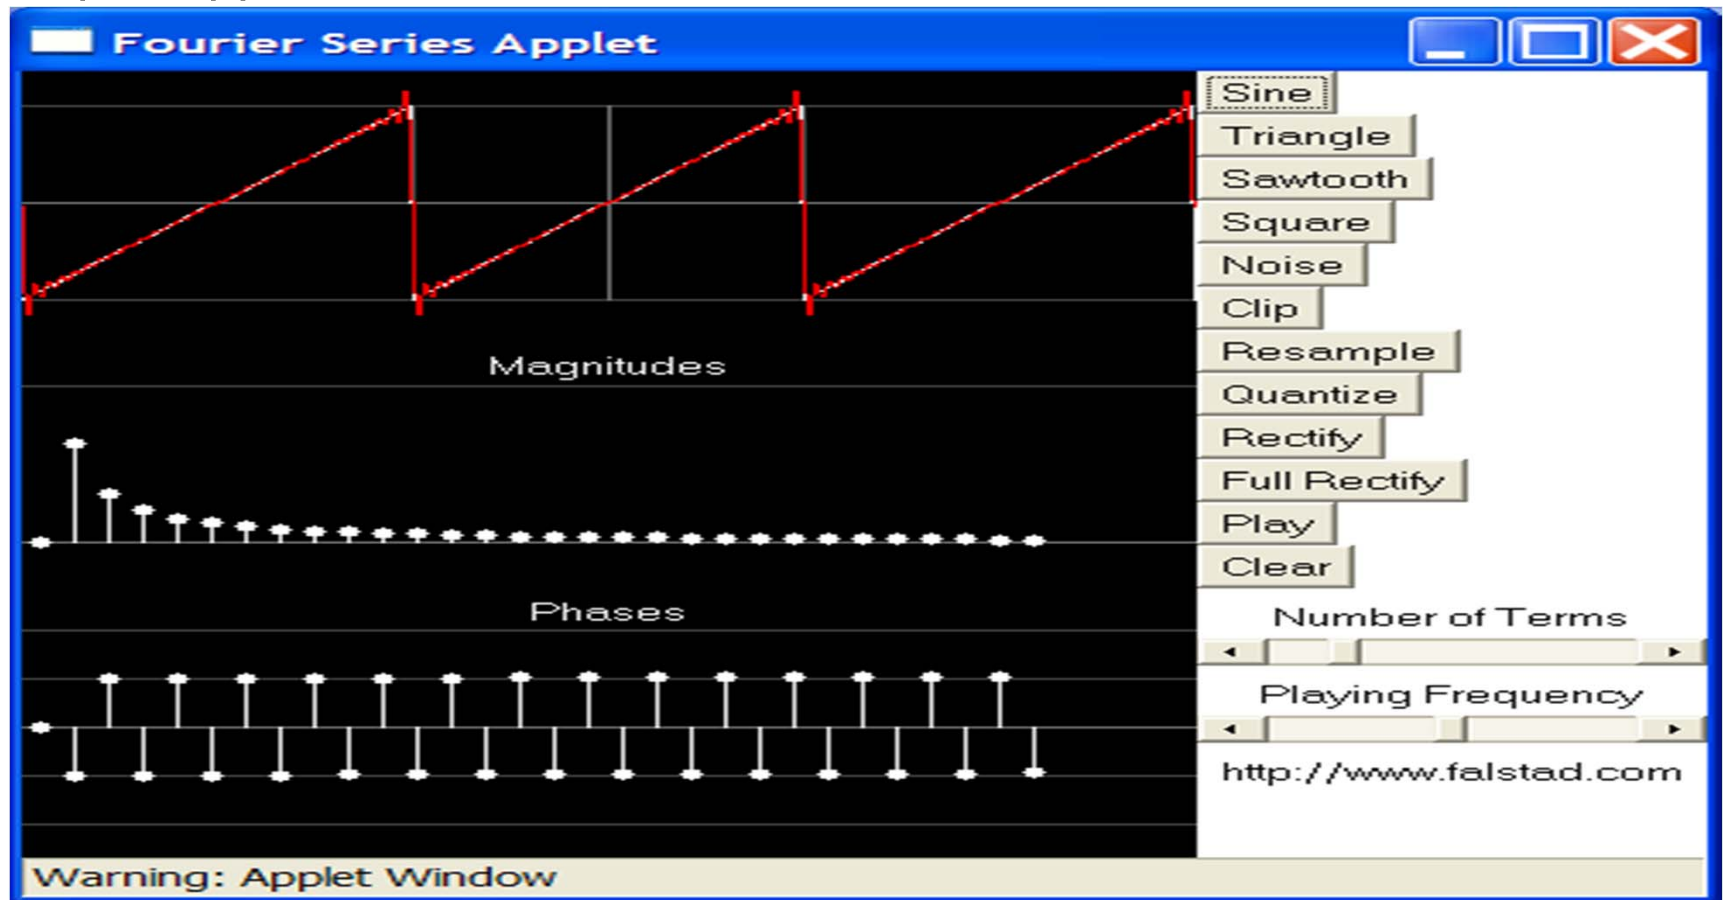 Fourier Series Applet
Sine
Triangle
Sawtooth
Square
Noise
Clip
Magnitudes
Resample
Quantize
Rectify
Full Rectify
Play
Clear
Phases
Number of Terms
Playing Frequency
http://www.falstad.com
Warning: Applet Window